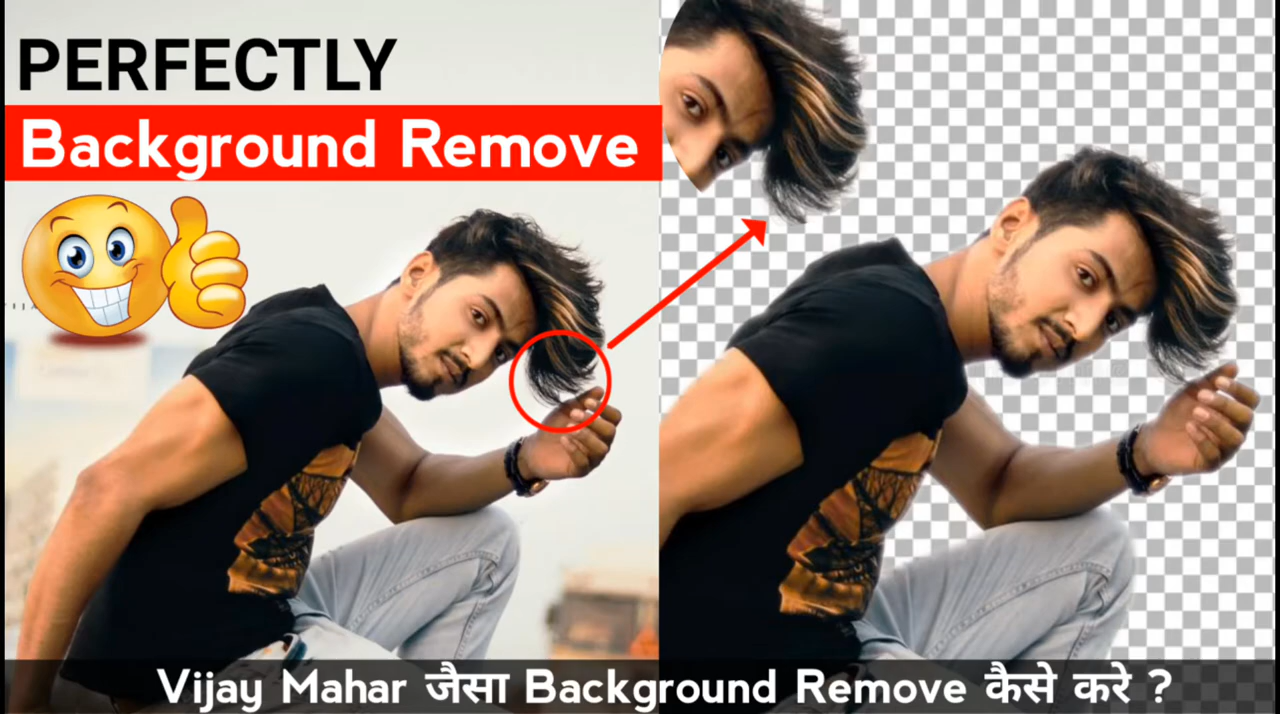 PERFECTLY
Background Remove
Vijay Mahar जैसा Background Remove कैसे करे ?